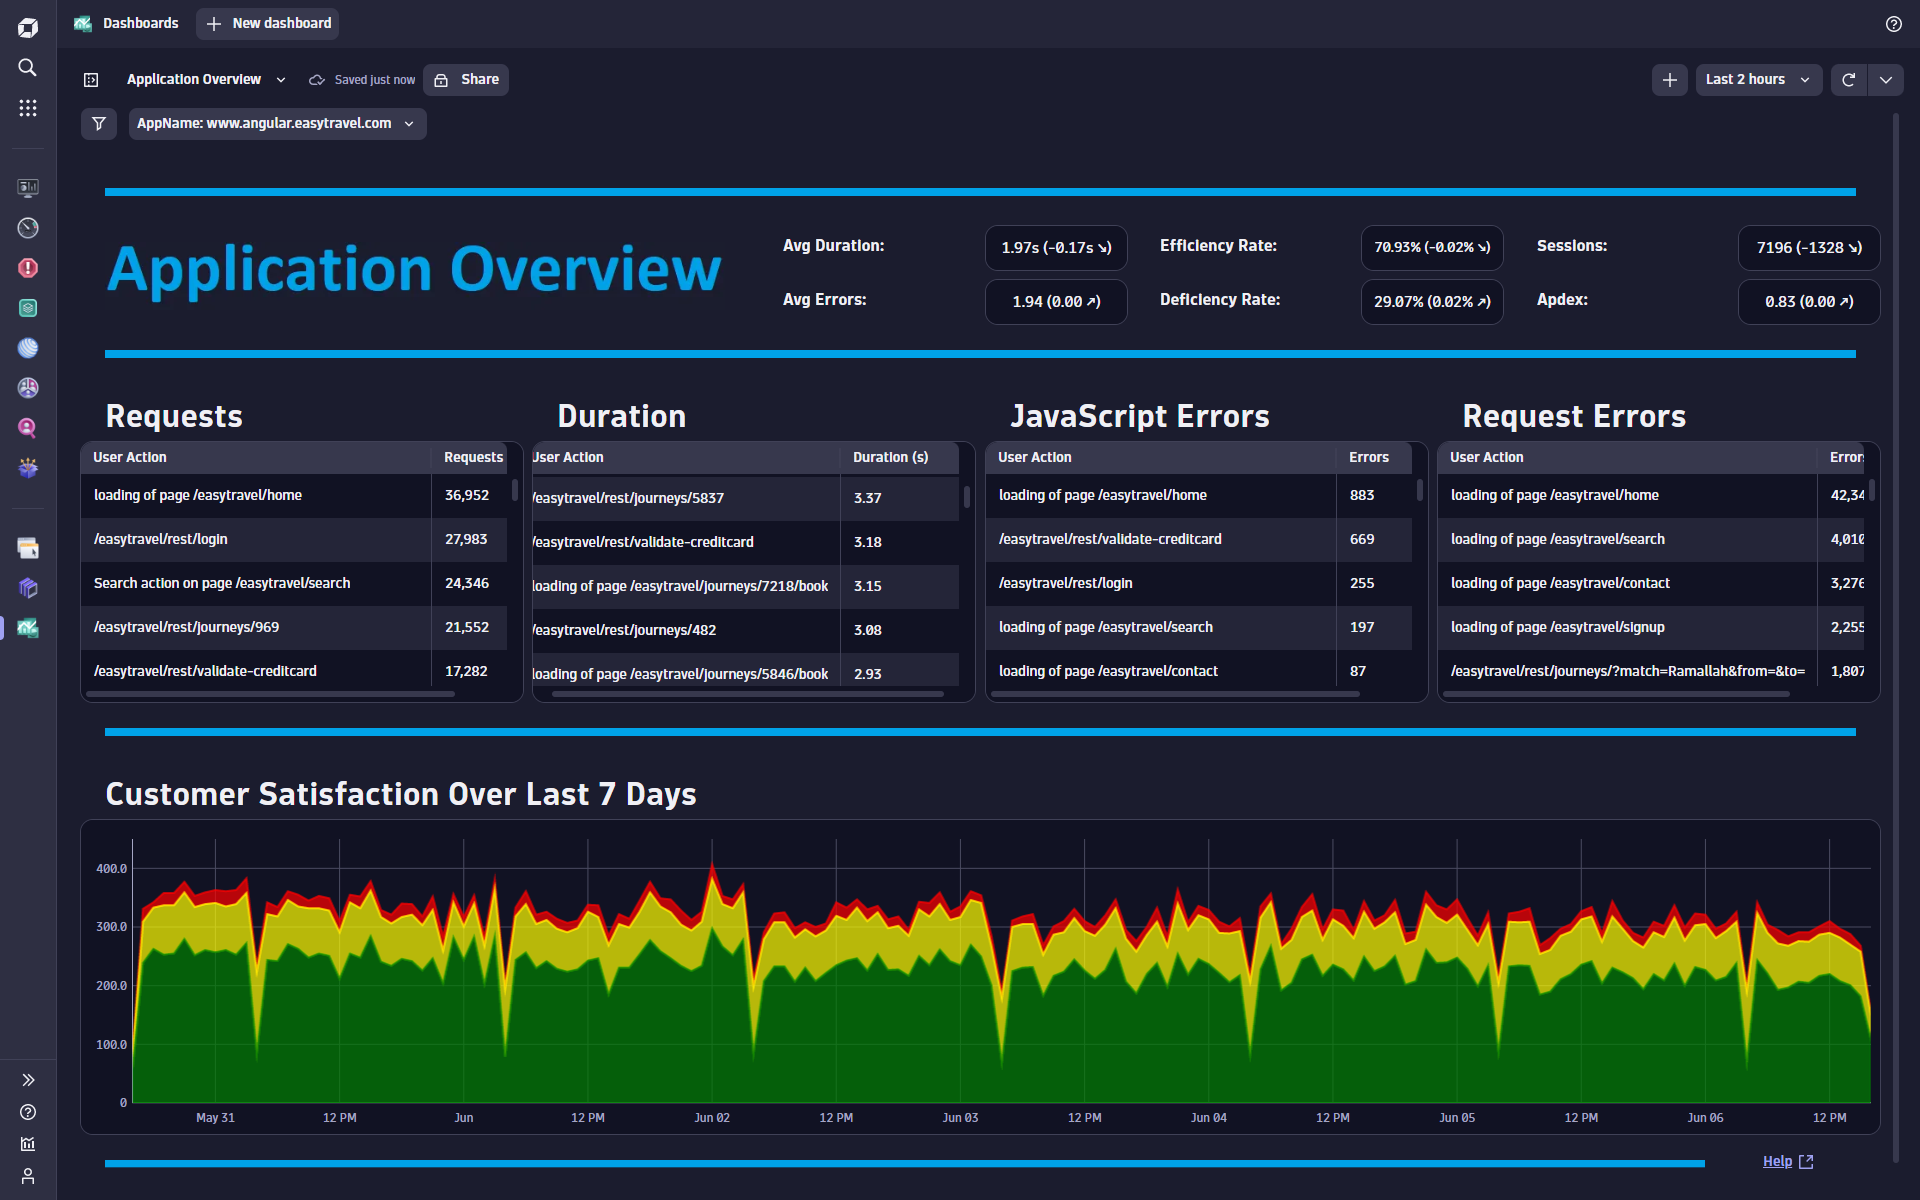 Dashboards
New dashboard
Application Overview
Saved just now
Share
Last 2 hours
AppName: www.angular.easytravel.com
Application Overview
Avg Duration:
1.97s (-0.17s ↘)
Efficiency Rate:
70.93% (-0.02% ↘)
Sessions:
7196 (-1328 ↘)
Avg Errors:
1.94 (0.00 ↗)
Deficiency Rate:
29.07% (0.02% ↗)
Apdex:
0.83 (0.00 ↗)
Requests
User Action Requests
loading of page /easytravel/home 36,952
/easytravel/rest/login 27,983
Search action on page /easytravel/search 24,346
/easytravel/rest/journeys/969 21,552
/easytravel/rest/validate-creditcard 17,282
Duration
User Action Duration (s)
/easytravel/rest/journeys/5837 3.37
/easytravel/rest/validate-creditcard 3.18
loading of page /easytravel/journeys/7218/book 3.15
/easytravel/rest/journeys/482 3.08
loading of page /easytravel/journeys/5846/book 2.93
JavaScript Errors
User Action Errors
loading of page /easytravel/home 883
/easytravel/rest/validate-creditcard 669
/easytravel/rest/login 255
loading of page /easytravel/search 197
loading of page /easytravel/contact 87
Request Errors
User Action Errors
loading of page /easytravel/home 42,34
loading of page /easytravel/search 4,010
loading of page /easytravel/contact 3,276
loading of page /easytravel/signup 2,255
/easytravel/rest/journeys/?match=Ramallah&from=&to= 1,807
Customer Satisfaction Over Last 7 Days
400.0
300.0
200.0
100.0
0
May 31 12 PM Jun 12 PM Jun 02 12 PM Jun 03 12 PM Jun 04 12 PM Jun 05 12 PM Jun 06 12 PM
Help